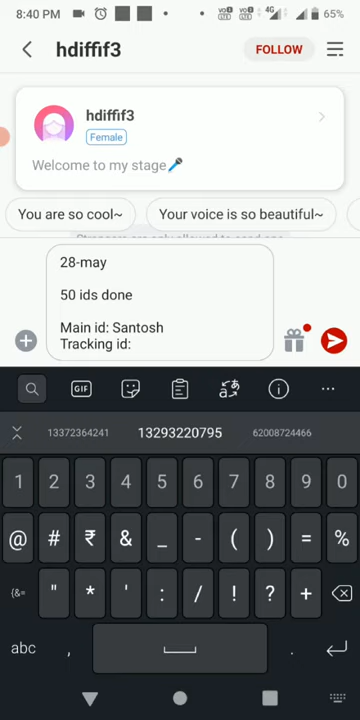 8:40 PM
4G
65%
hdiffif3
FOLLOW
hdiffif3
Female
Welcome to my stage🎤
You are so cool~
Your voice is so beautiful~
28-may
50 ids done
Main id: Santosh
Tracking id:
GIF
13372364241 13293220795 62008724466
1 2 3 4 5 6 7 8 9 0
@ # ₹ & _ - ( ) = %
{&= " * ' : / ! ? +
abc , .